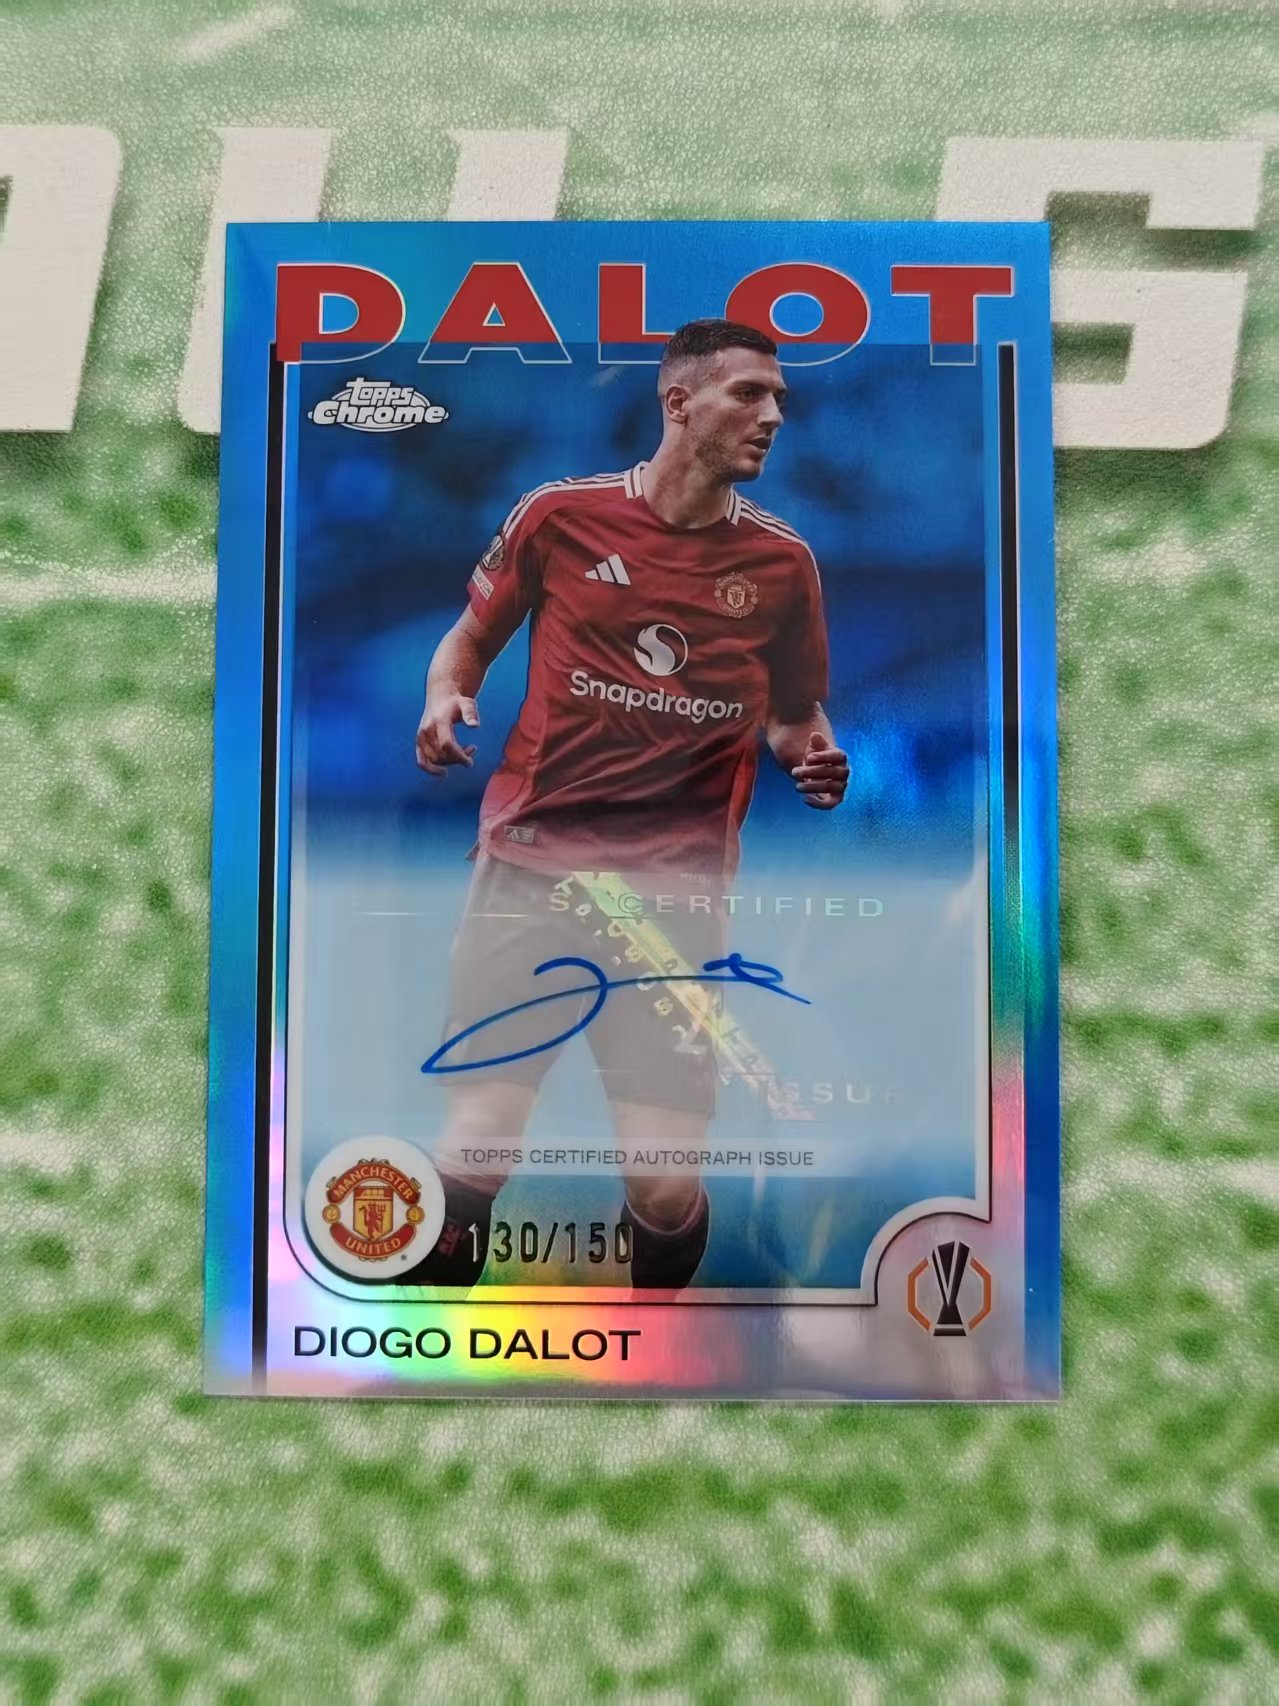 DALOT
topps
Chrome
Snapdragon
CERTIFIED
ISSUE
TOPPS CERTIFIED AUTOGRAPH ISSUE
MANCHESTER
UNITED
130/150
DIOGO DALOT